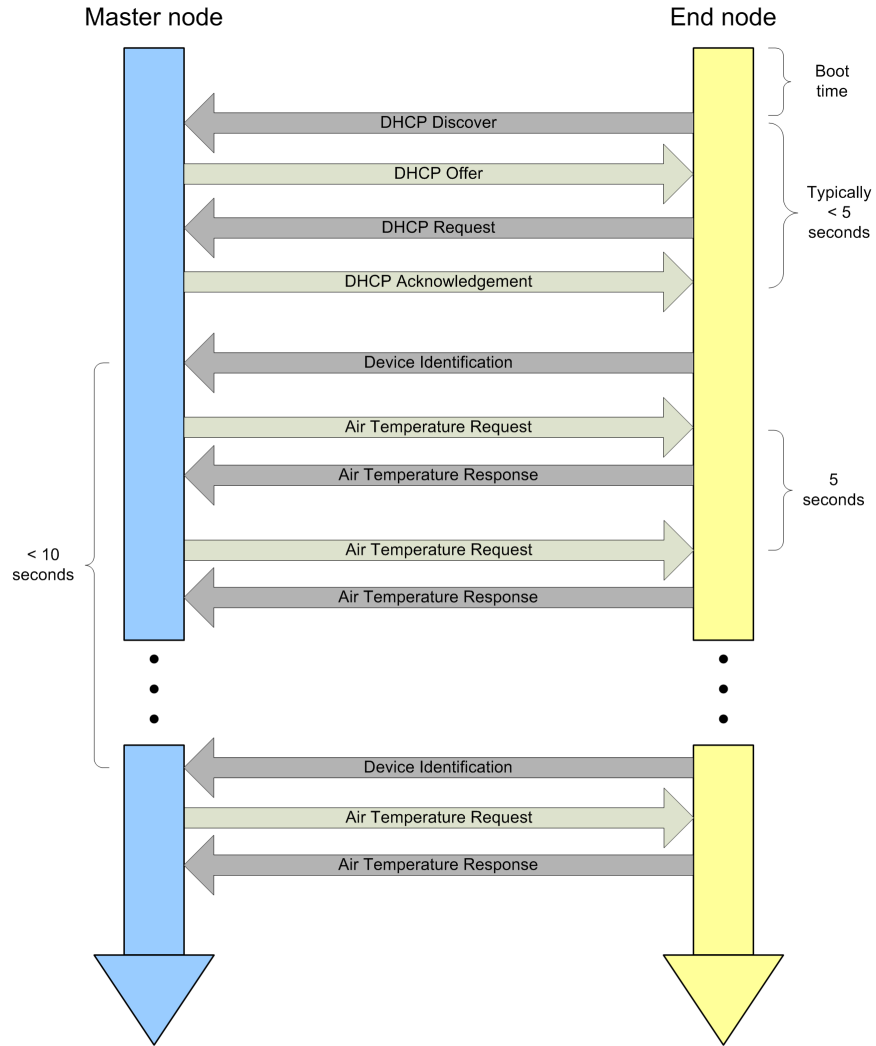 Master node
End node
Boot
time
DHCP Discover
DHCP Offer
Typically
< 5
seconds
DHCP Request
DHCP Acknowledgement
Device Identification
Air Temperature Request
Air Temperature Response
5
seconds
Air Temperature Request
< 10
seconds
Air Temperature Response
Device Identification
Air Temperature Request
Air Temperature Response